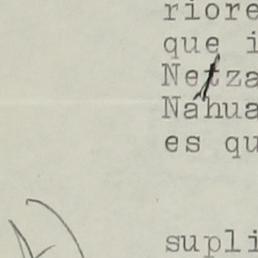 riore
que i
Netza
Nahua
es qu
supli